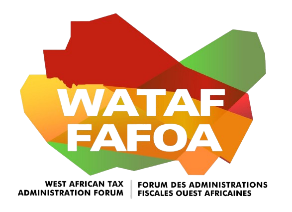 WATAF
FAFOA
WEST AFRICAN TAX
ADMINISTRATION FORUM
FORUM DES ADMINISTRATIONS
FISCALES OUEST AFRICAINES